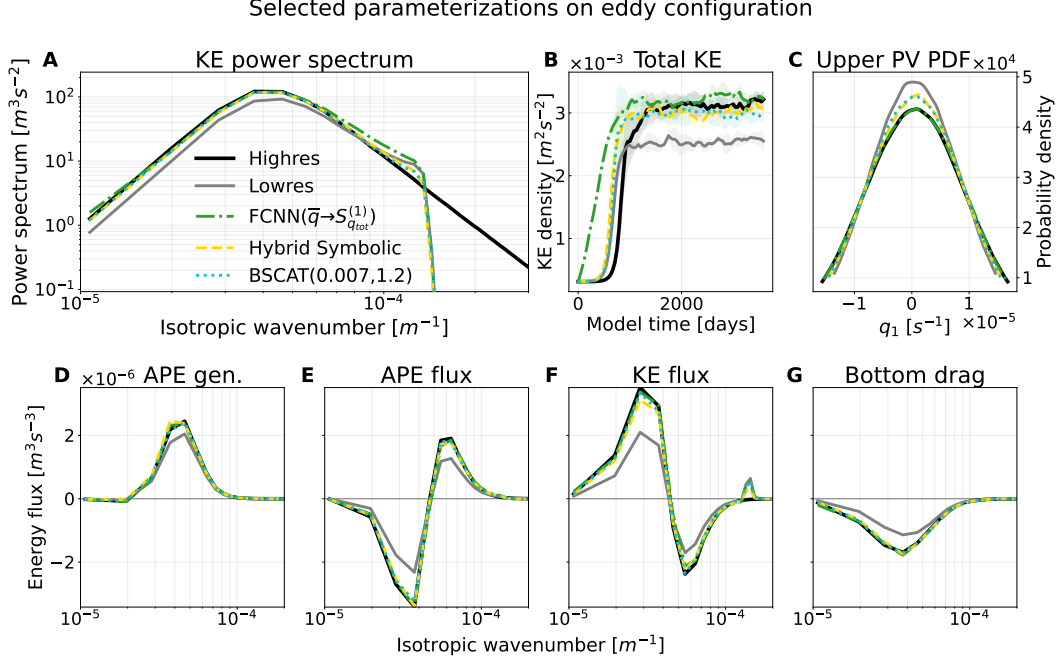 Selected parameterizations on eddy configuration
A KE power spectrum
Power spectrum [m³s⁻²]
10²
10¹
10⁰
10⁻¹
10⁻⁵
10⁻⁴
Isotropic wavenumber [m⁻¹]
Highres
Lowres
FCNN(q̅→S_{q_{tot}}^{(1)})
Hybrid Symbolic
BSCAT(0.007,1.2)
B ×10⁻³ Total KE
KE density [m²s⁻²]
3
2
1
0
2000
Model time [days]
C Upper PV PDF ×10⁴
5
4
3
2
1
Probability density
−1
0
1
×10⁻⁵
q₁ [s⁻¹]
D ×10⁻⁶ APE gen.
Energy flux [m³s⁻³]
2
0
−2
10⁻⁵
10⁻⁴
E APE flux
10⁻⁵
10⁻⁴
F KE flux
10⁻⁵
10⁻⁴
G Bottom drag
10⁻⁵
10⁻⁴
Isotropic wavenumber [m⁻¹]